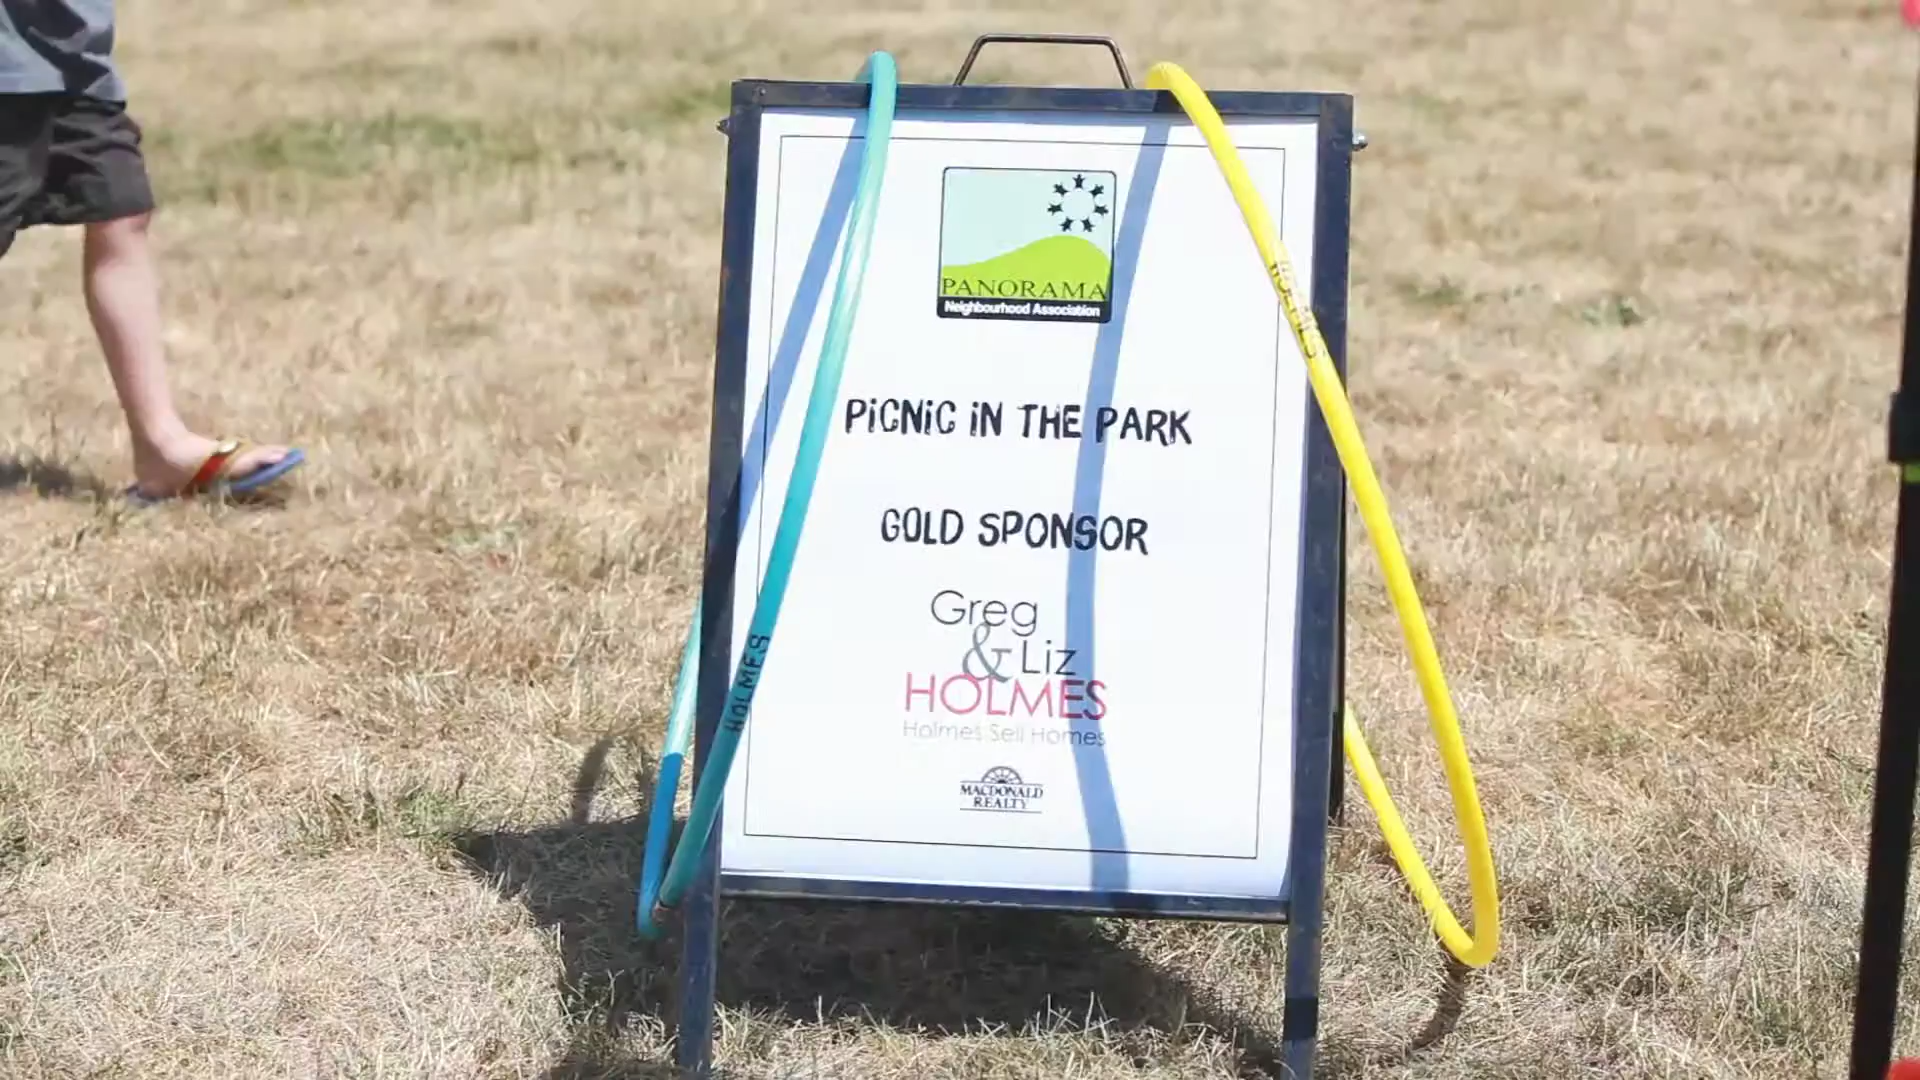 PANORAMA
Neighbourhood Association
PiCNiC iN THE PARK
GOLD SPONSOR
Greg
& Liz
HOLMES
Holmes Sell Homes
MACDONALD
REALTY
HOLMES
HOLMES